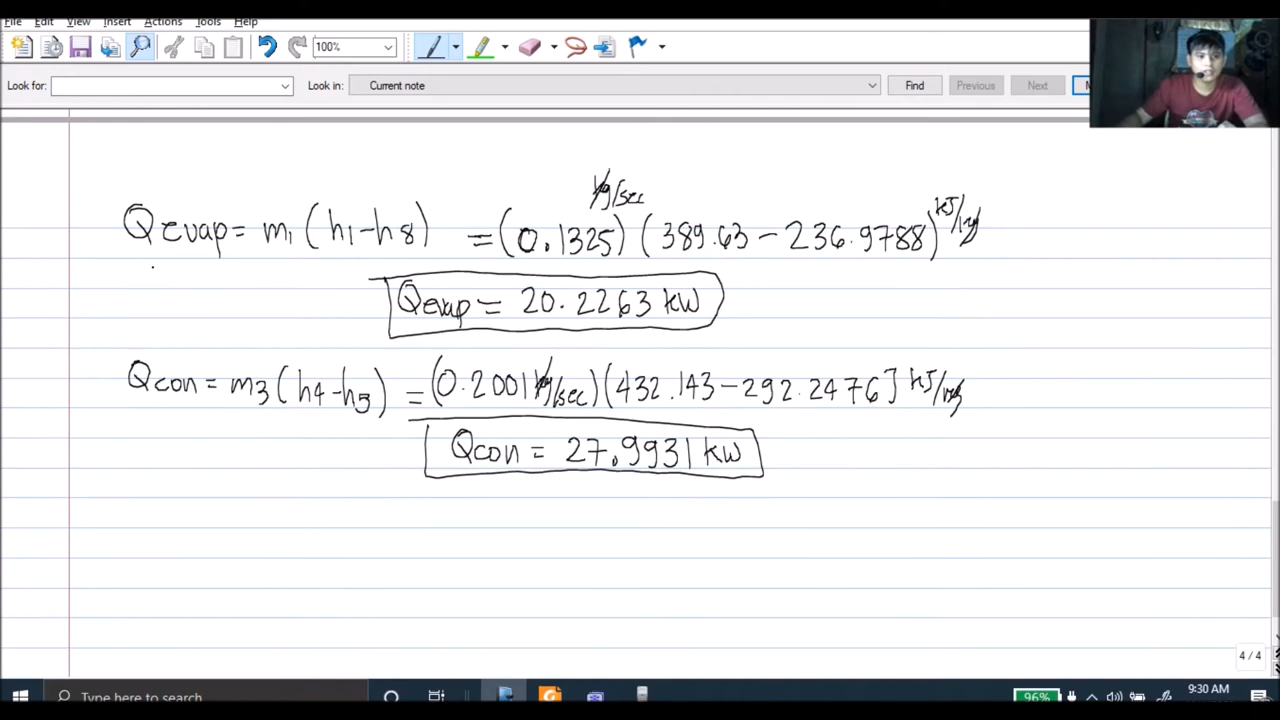 File Edit View Insert Actions Tools Help
100%
Look for: Look in: Current note Find Previous Next
kg/sec
Qevap = m1 (h1-h8) = (0.1325) (389.63 - 236.9788) kJ/kg
Qevap = 20.2263 kW
Qcon = m3 (h4-h5) = (0.2001 kg/sec) (432.143 - 292.2476] kJ/kg
Qcon = 27.9931 kW
4 / 4
Type here to search 96% 9:30 AM